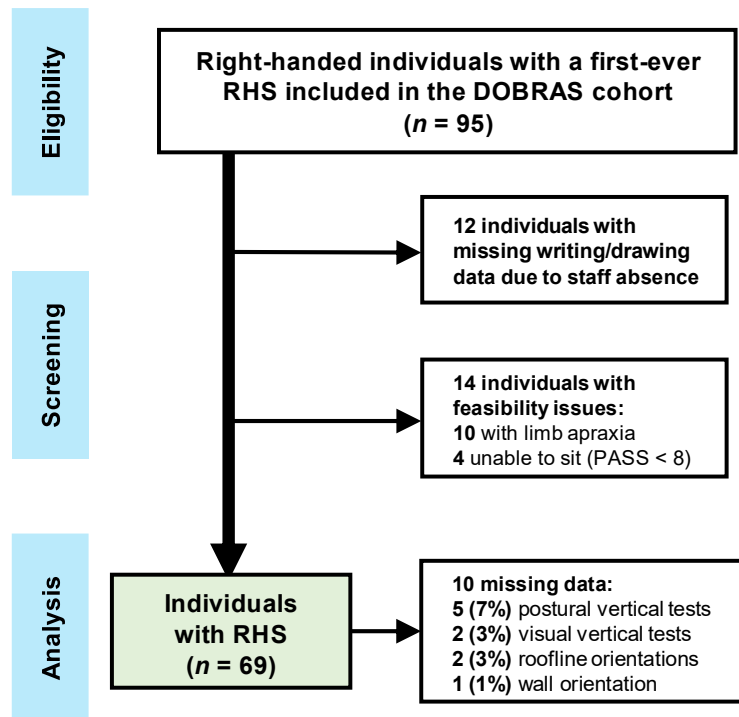 Eligibility
Right-handed individuals with a first-ever
RHS included in the DOBRAS cohort
(n = 95)
12 individuals with
missing writing/drawing
data due to staff absence
Screening
14 individuals with
feasibility issues:
10 with limb apraxia
4 unable to sit (PASS < 8)
Analysis
Individuals
with RHS
(n = 69)
10 missing data:
5 (7%) postural vertical tests
2 (3%) visual vertical tests
2 (3%) roofline orientations
1 (1%) wall orientation